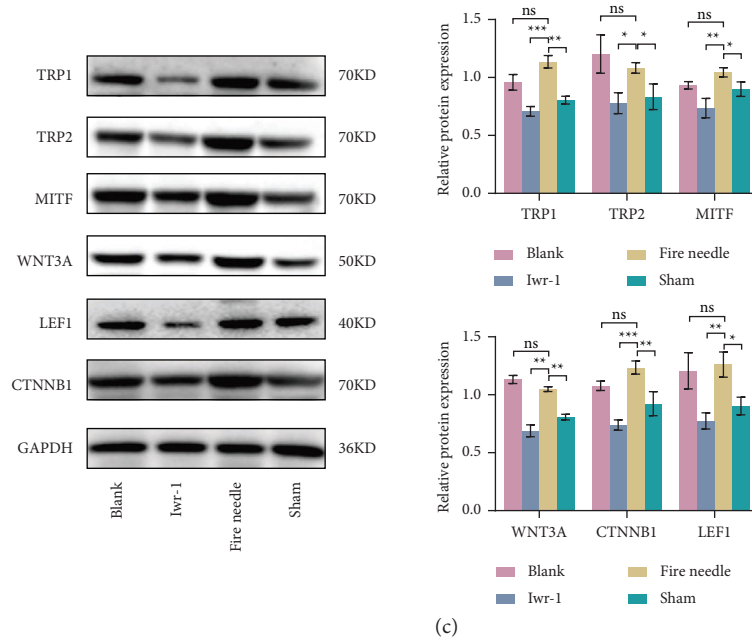 TRP1 70KD
TRP2 70KD
MITF 70KD
WNT3A 50KD
LEF1 40KD
CTNNB1 70KD
GAPDH 36KD
Blank Iwr-1 Fire needle Sham
Relative protein expression
1.5
1.0
0.5
0.0
ns ns ns
*** ** * * ** *
TRP1 TRP2 MITF
Blank Fire needle
Iwr-1 Sham
Relative protein expression
1.5
1.0
0.5
0.0
ns ns ns
** ** *** ** ** *
WNT3A CTNNB1 LEF1
Blank Fire needle
Iwr-1 Sham
(c)